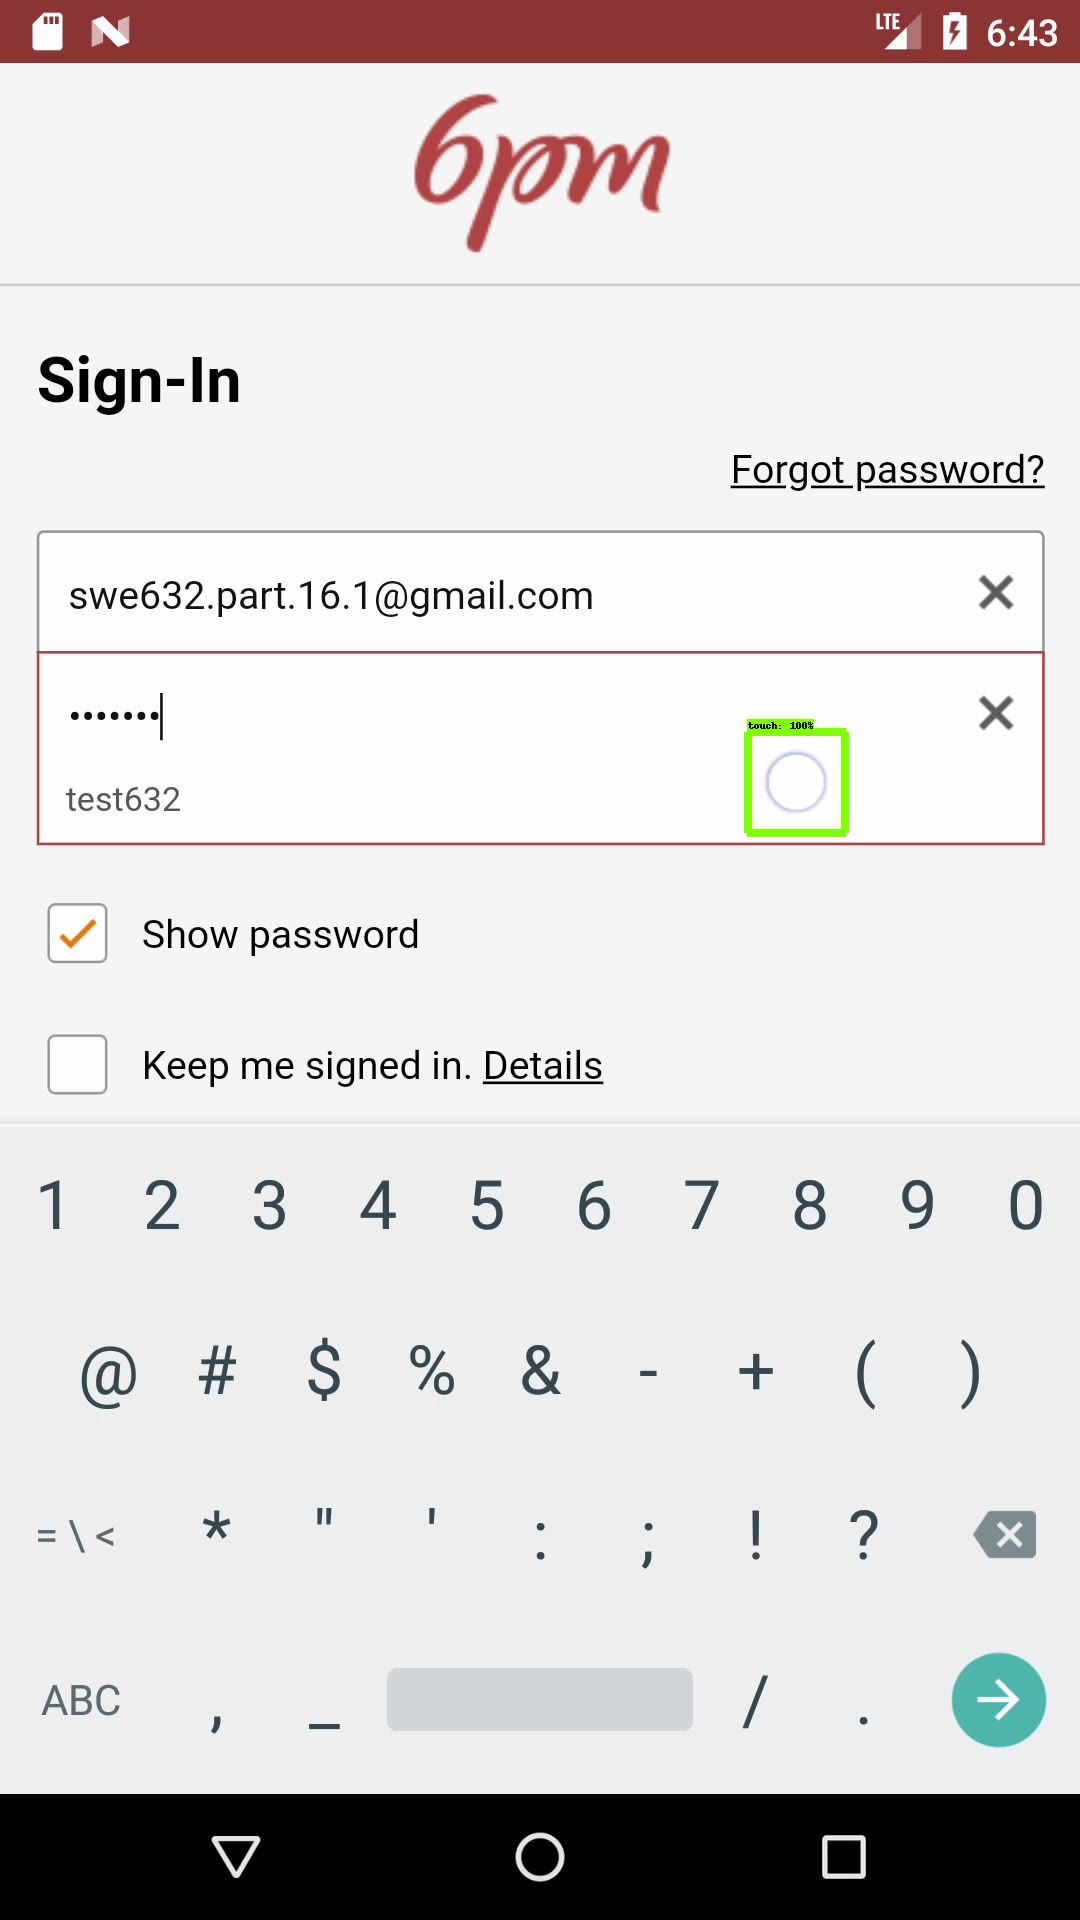 LTE 6:43
6pm
Sign-In
Forgot password?
swe632.part.16.1@gmail.com
•••••••
touch: 100%
test632
Show password
Keep me signed in. Details
1 2 3 4 5 6 7 8 9 0
@ # $ % & - + ( )
= \ < * " ' : ; ! ?
ABC , _ / .